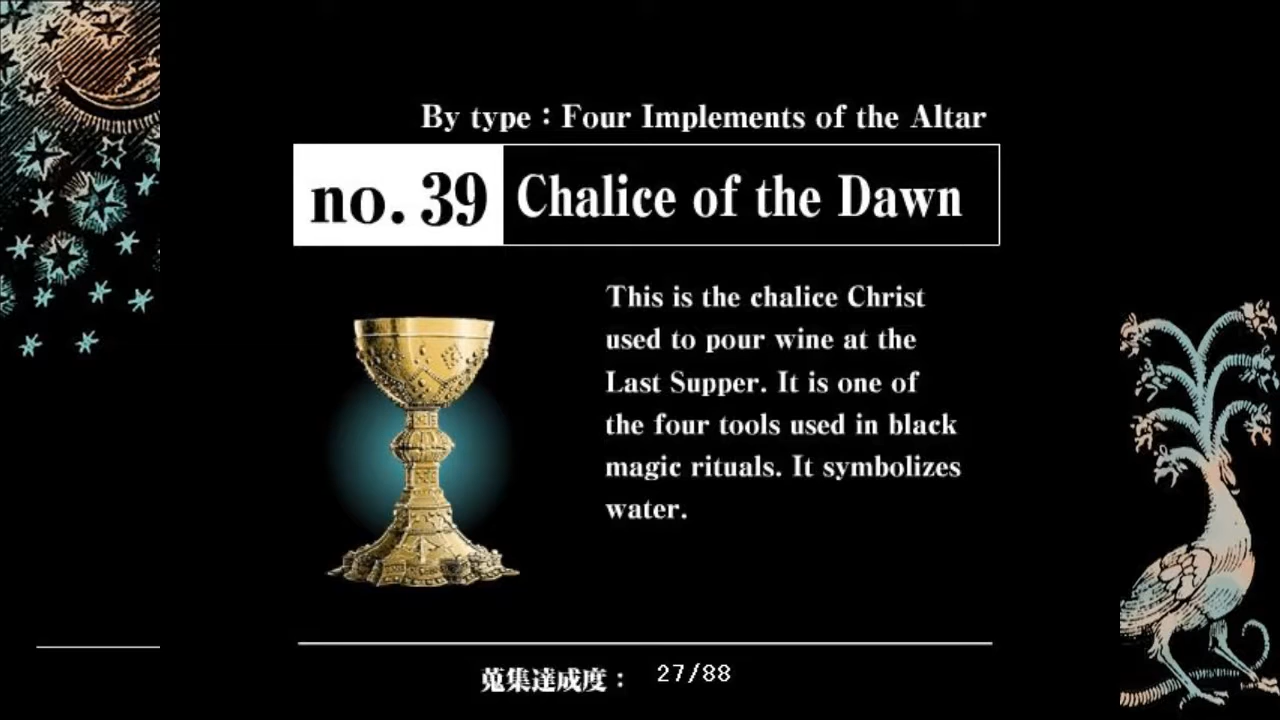 By type : Four Implements of the Altar
no. 39 Chalice of the Dawn
This is the chalice Christ
used to pour wine at the
Last Supper. It is one of
the four tools used in black
magic rituals. It symbolizes
water.
蒐集達成度： 27/88